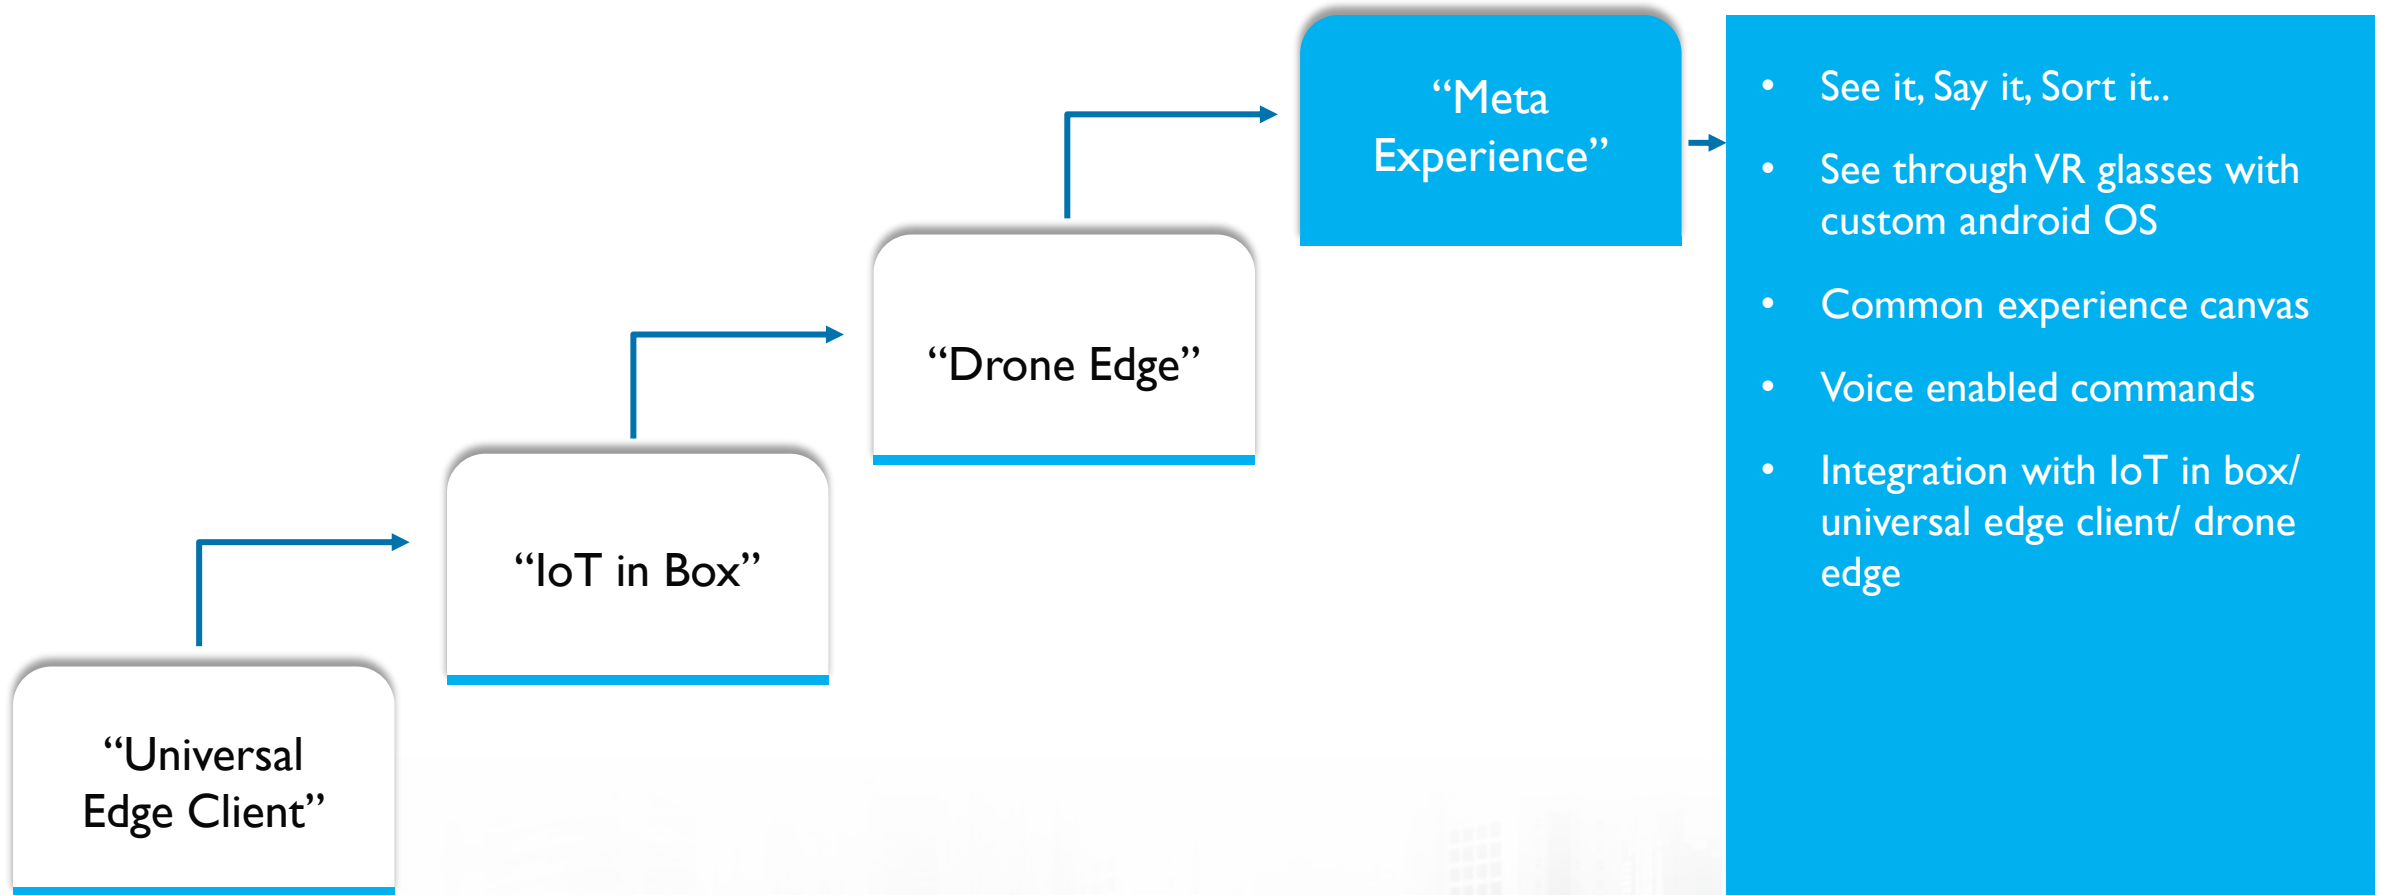 “Meta
Experience”
• See it, Say it, Sort it..
• See through VR glasses with
custom android OS
• Common experience canvas
• Voice enabled commands
• Integration with IoT in box/
universal edge client/ drone
edge
“Drone Edge”
“IoT in Box”
“Universal
Edge Client”